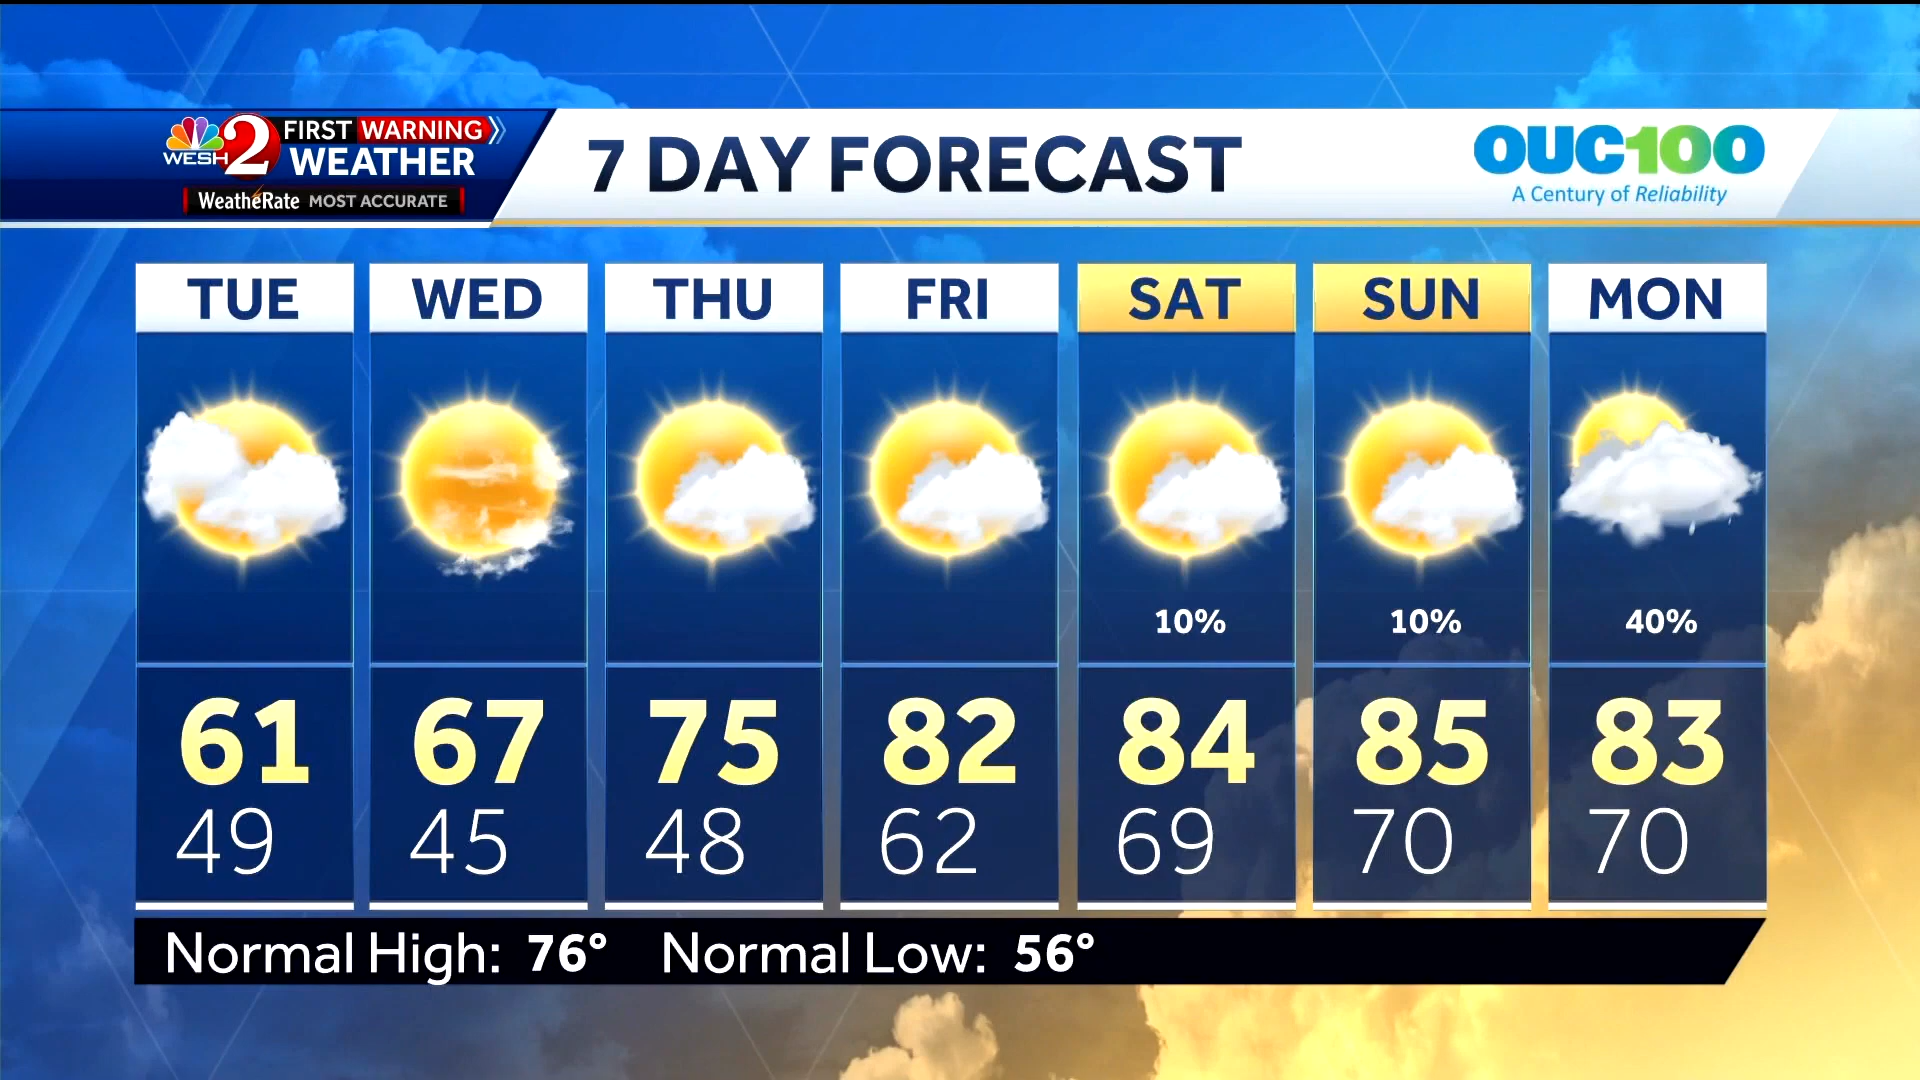 WESH 2 FIRST WARNING
WEATHER
WeatheRate MOST ACCURATE
7 DAY FORECAST
OUC100
A Century of Reliability
TUE WED THU FRI SAT SUN MON
10% 10% 40%
61 67 75 82 84 85 83
49 45 48 62 69 70 70
Normal High: 76° Normal Low: 56°